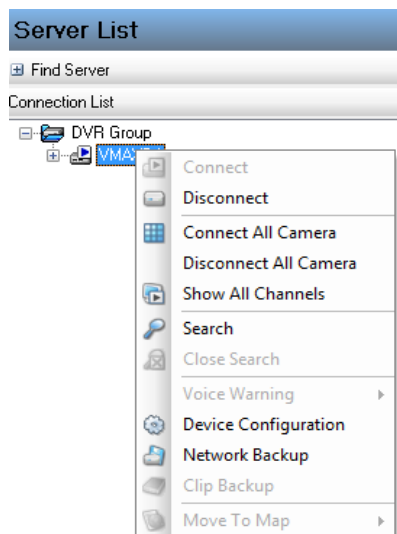 Server List
Find Server
Connection List
DVR Group
Connect
Disconnect
Connect All Camera
Disconnect All Camera
Show All Channels
Search
Close Search
Voice Warning
Device Configuration
Network Backup
Clip Backup
Move To Map